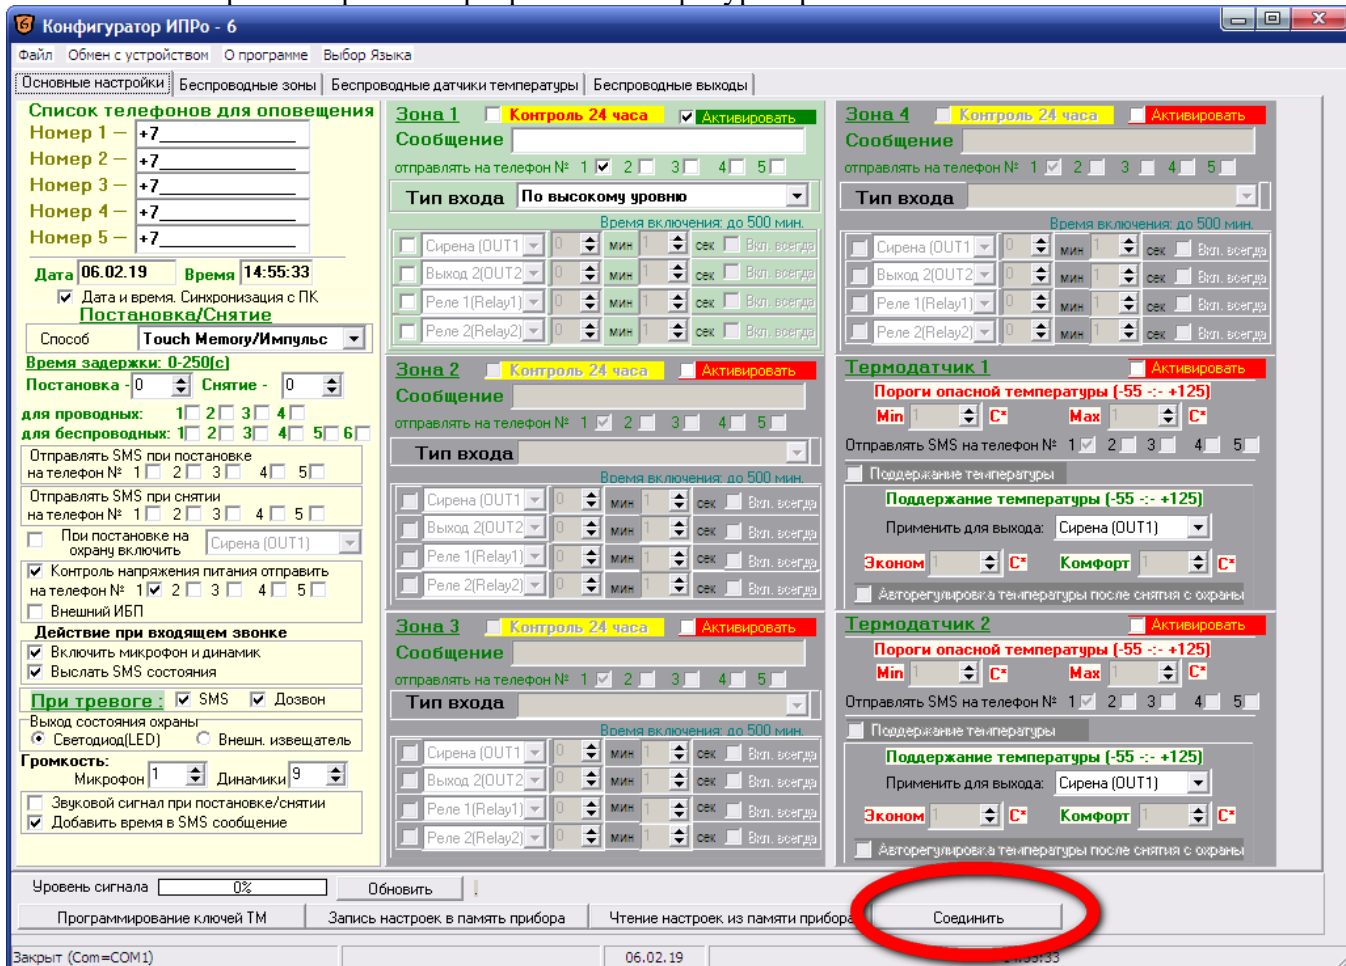 Конфигуратор ИПРо - 6
Файл Обмен с устройством О программе Выбор Языка
Основные настройки Беспроводные зоны Беспроводные датчики температуры Беспроводные выходы
Список телефонов для оповещения
Номер 1 — +7
Номер 2 — +7
Номер 3 — +7
Номер 4 — +7
Номер 5 — +7
Дата 06.02.19 Время 14:55:33
Дата и время. Синхронизация с ПК
Постановка/Снятие
Способ Touch Memory/Импульс
Время задержки: 0-250(с)
Постановка - 0 Снятие - 0
для проводных: 1 2 3 4
для беспроводных: 1 2 3 4 5 6
Отправлять SMS при постановке
на телефон № 1 2 3 4 5
Отправлять SMS при снятии
на телефон № 1 2 3 4 5
При постановке на
охрану включить Сирена (OUT1)
Контроль напряжения питания отправить
на телефон № 1 2 3 4 5
Внешний ИБП
Действие при входящем звонке
Включить микрофон и динамик
Выслать SMS состояния
При тревоге : SMS Дозвон
Выход состояния охраны
Светодиод(LED) Внешн. извещатель
Громкость:
Микрофон 1 Динамики 9
Звуковой сигнал при постановке/снятии
Добавить время в SMS сообщение
Зона 1 Контроль 24 часа Активировать
Сообщение
отправлять на телефон № 1 2 3 4 5
Тип входа По высокому уровню
Время включения: до 500 мин.
Сирена (OUT1 0 мин 1 сек Вкл. всегда
Выход 2(OUT2 0 мин 1 сек Вкл. всегда
Реле 1(Relay1) 0 мин 1 сек Вкл. всегда
Реле 2(Relay2) 0 мин 1 сек Вкл. всегда
Зона 2 Контроль 24 часа Активировать
Сообщение
отправлять на телефон № 1 2 3 4 5
Тип входа
Время включения: до 500 мин.
Сирена (OUT1 0 мин 1 сек Вкл. всегда
Выход 2(OUT2 0 мин 1 сек Вкл. всегда
Реле 1(Relay1) 0 мин 1 сек Вкл. всегда
Реле 2(Relay2) 0 мин 1 сек Вкл. всегда
Зона 3 Контроль 24 часа Активировать
Сообщение
отправлять на телефон № 1 2 3 4 5
Тип входа
Время включения: до 500 мин.
Сирена (OUT1 0 мин 1 сек Вкл. всегда
Выход 2(OUT2 0 мин 1 сек Вкл. всегда
Реле 1(Relay1) 0 мин 1 сек Вкл. всегда
Реле 2(Relay2) 0 мин 1 сек Вкл. всегда
Зона 4 Контроль 24 часа Активировать
Сообщение
отправлять на телефон № 1 2 3 4 5
Тип входа
Время включения: до 500 мин.
Сирена (OUT1 0 мин 1 сек Вкл. всегда
Выход 2(OUT2 0 мин 1 сек Вкл. всегда
Реле 1(Relay1) 0 мин 1 сек Вкл. всегда
Реле 2(Relay2) 0 мин 1 сек Вкл. всегда
Термодатчик 1 Активировать
Пороги опасной температуры (-55 -:- +125)
Min 1 C* Max 1 C*
Отправлять SMS на телефон № 1 2 3 4 5
Поддержание температуры
Поддержание температуры (-55 -:- +125)
Применить для выхода: Сирена (OUT1)
Эконом 1 C* Комфорт 1 C*
Авторегулировка температуры после снятия с охраны
Термодатчик 2 Активировать
Пороги опасной температуры (-55 -:- +125)
Min 1 C* Max 1 C*
Отправлять SMS на телефон № 1 2 3 4 5
Поддержание температуры
Поддержание температуры (-55 -:- +125)
Применить для выхода: Сирена (OUT1)
Эконом 1 C* Комфорт 1 C*
Авторегулировка температуры после снятия с охраны
Уровень сигнала 0% Обновить
Программирование ключей ТМ Запись настроек в память прибора Чтение настроек из памяти прибора Соединить
Закрыт (Com=COM1) 06.02.19